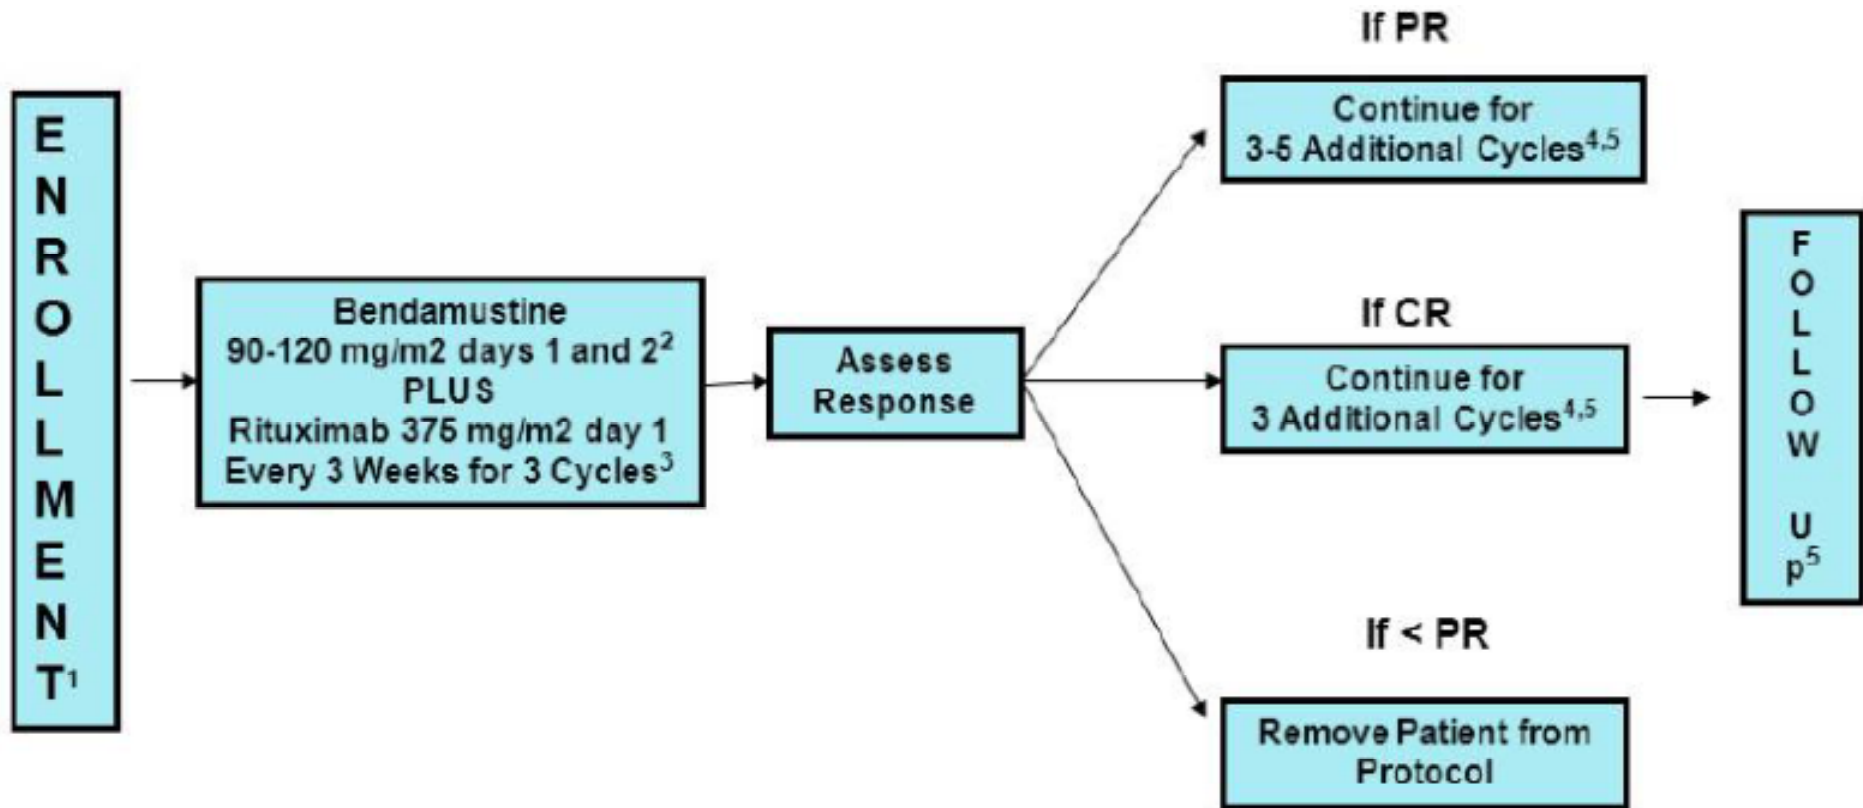 ENROLLMENT¹
Bendamustine
90-120 mg/m2 days 1 and 2²
PLUS
Rituximab 375 mg/m2 day 1
Every 3 Weeks for 3 Cycles³
Assess
Response
If PR
Continue for
3-5 Additional Cycles⁴,⁵
If CR
Continue for
3 Additional Cycles⁴,⁵
If < PR
Remove Patient from
Protocol
FOLLOW
Up⁵